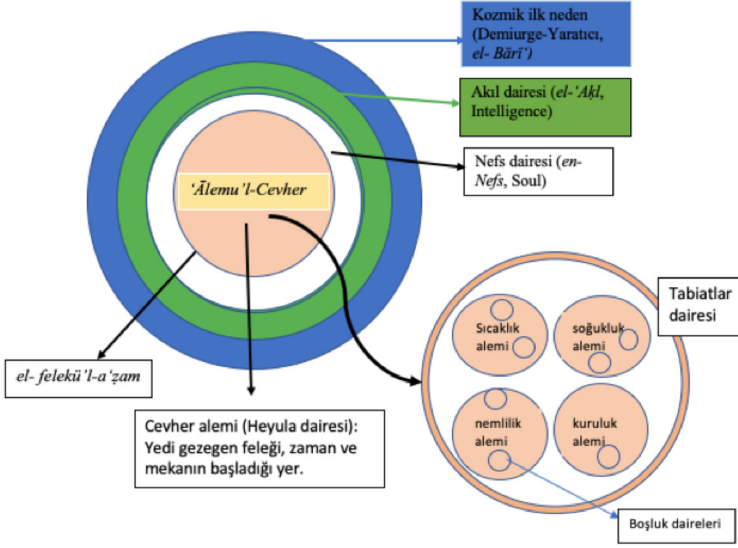 Kozmik ilk neden
(Demiurge-Yaratıcı,
el- Bārī‘)
Akıl dairesi (el-‘Aḳl,
Intelligence)
Nefs dairesi (en-
Nefs, Soul)
‘Ālemu’l-Cevher
Tabiatlar
dairesi
Sıcaklık
alemi
soğukluk
alemi
el- felekü’l-a‘ẓam
Cevher alemi (Heyula dairesi):
Yedi gezegen feleği, zaman ve
mekanın başladığı yer.
nemlilik
alemi
kuruluk
alemi
Boşluk daireleri